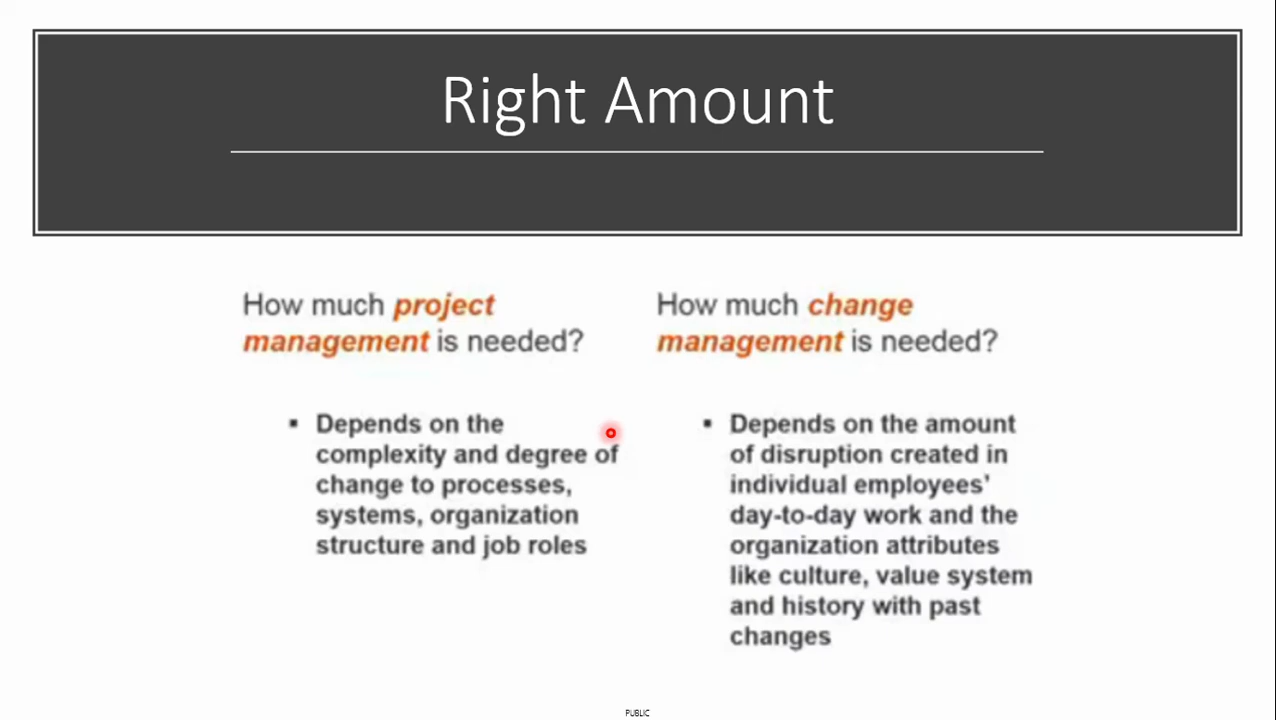 Right Amount
How much project
management is needed?
▪ Depends on the
complexity and degree of
change to processes,
systems, organization
structure and job roles
How much change
management is needed?
▪ Depends on the amount
of disruption created in
individual employees'
day-to-day work and the
organization attributes
like culture, value system
and history with past
changes
PUBLIC